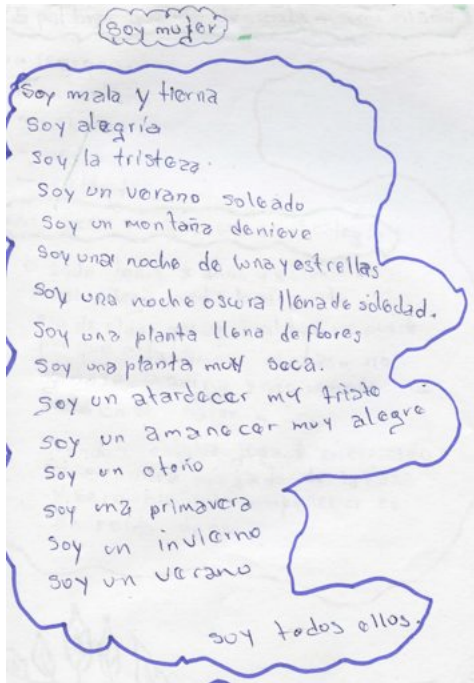 Soy mujer
Soy mala y tierna
Soy alegría
Soy la tristeza.
Soy un verano soleado
Soy un montaña denieve
Soy una noche de luna y estrellas
Soy una noche oscura llena de soledad.
Soy una planta llena de flores
Soy una planta muy seca.
Soy un atardecer muy triste
Soy un amanecer muy alegre
Soy un otoño
Soy una primavera
Soy un invierno
Soy un verano
Soy todos ellos.